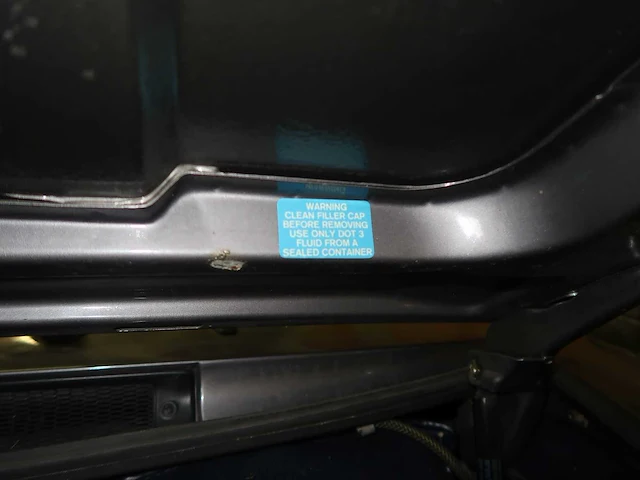 WARNING
CLEAN FILLER CAP
BEFORE REMOVING
USE ONLY DOT 3
FLUID FROM A
SEALED CONTAINER